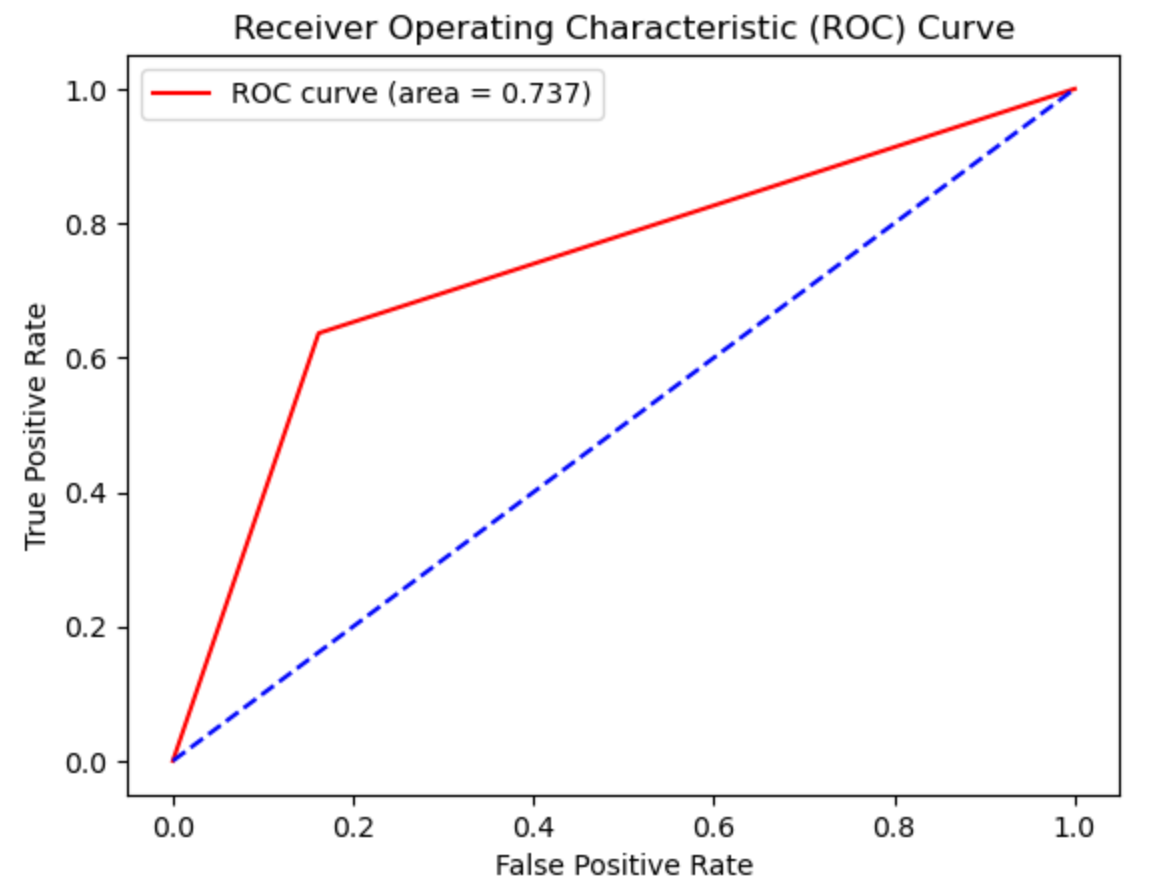 Receiver Operating Characteristic (ROC) Curve
ROC curve (area = 0.737)
1.0
0.8
0.6
0.4
0.2
0.0
True Positive Rate
0.0 0.2 0.4 0.6 0.8 1.0
False Positive Rate